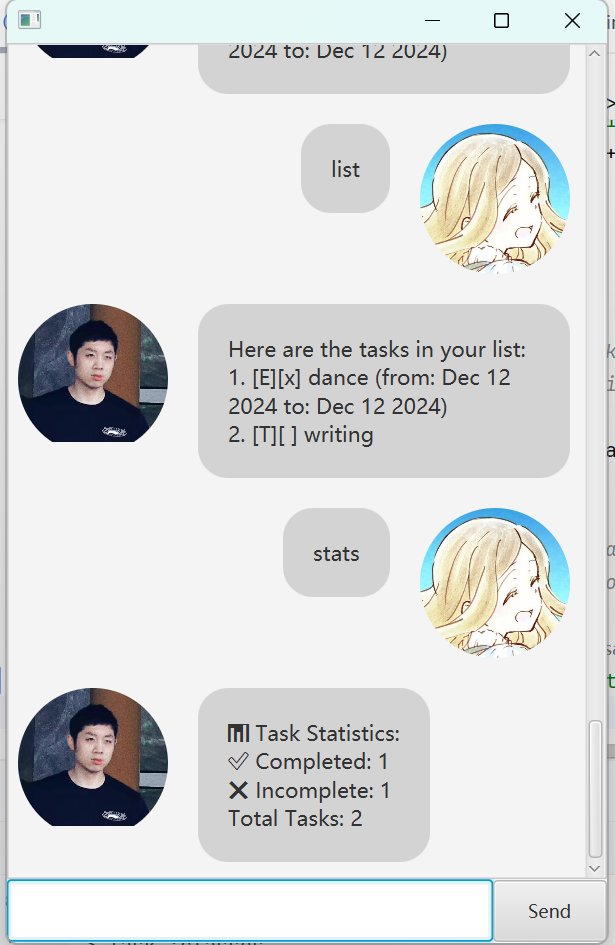 2024 to: Dec 12 2024)
list
Here are the tasks in your list:
1. [E][x] dance (from: Dec 12
2024 to: Dec 12 2024)
2. [T][ ] writing
stats
📊 Task Statistics:
✅ Completed: 1
❌ Incomplete: 1
Total Tasks: 2
Send